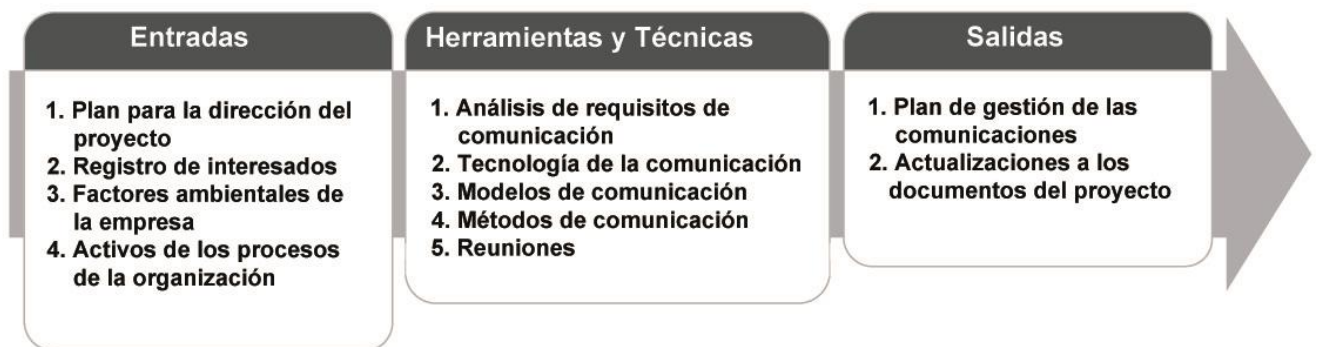 Entradas
1. Plan para la dirección del
proyecto
2. Registro de interesados
3. Factores ambientales de
la empresa
4. Activos de los procesos
de la organización
Herramientas y Técnicas
1. Análisis de requisitos de
comunicación
2. Tecnología de la comunicación
3. Modelos de comunicación
4. Métodos de comunicación
5. Reuniones
Salidas
1. Plan de gestión de las
comunicaciones
2. Actualizaciones a los
documentos del proyecto